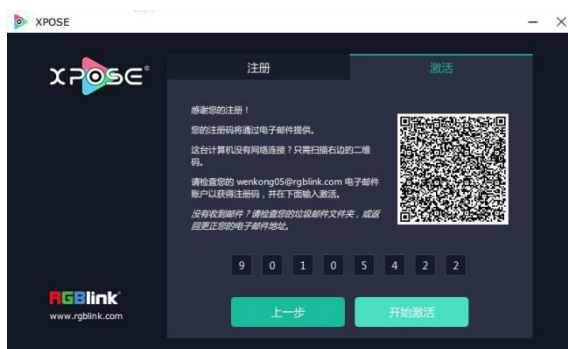 XPOSE
XPOSE®
注册
激活
感谢您的注册！
您的注册码将通过电子邮件提供。
这台计算机没有网络连接？只需扫描右边的二维
码。
请检查您的 wenkong05@rgblink.com 电子邮件
账户以获得注册码，并在下面输入激活。
没有收到邮件？请检查您的垃圾邮件文件夹，或返
回更正您的电子邮件地址。
9 0 1 0 5 4 2 2
RGBlink®
www.rgblink.com
上一步
开始激活